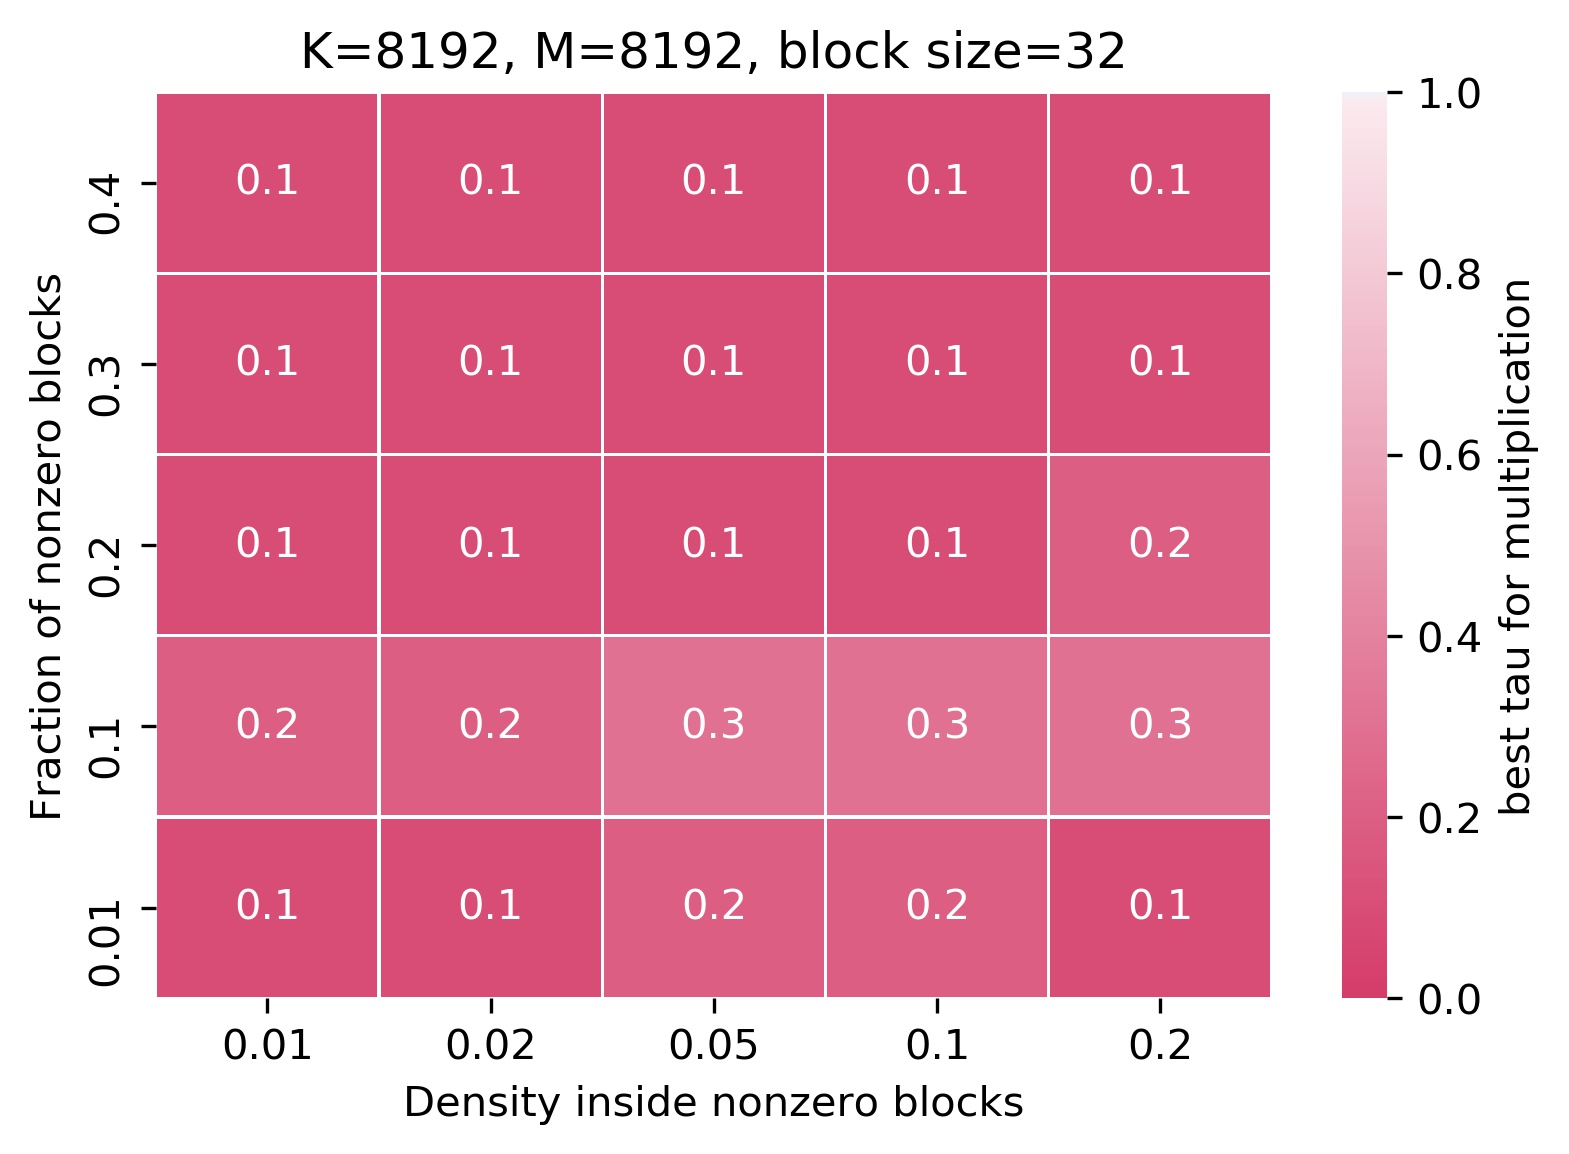 K=8192, M=8192, block size=32
Fraction of nonzero blocks
0.4 0.1 0.1 0.1 0.1 0.1
0.3 0.1 0.1 0.1 0.1 0.1
0.2 0.1 0.1 0.1 0.1 0.2
0.1 0.2 0.2 0.3 0.3 0.3
0.01 0.1 0.1 0.2 0.2 0.1
0.01 0.02 0.05 0.1 0.2
Density inside nonzero blocks
1.0
0.8
0.6
0.4
0.2
0.0
best tau for multiplication